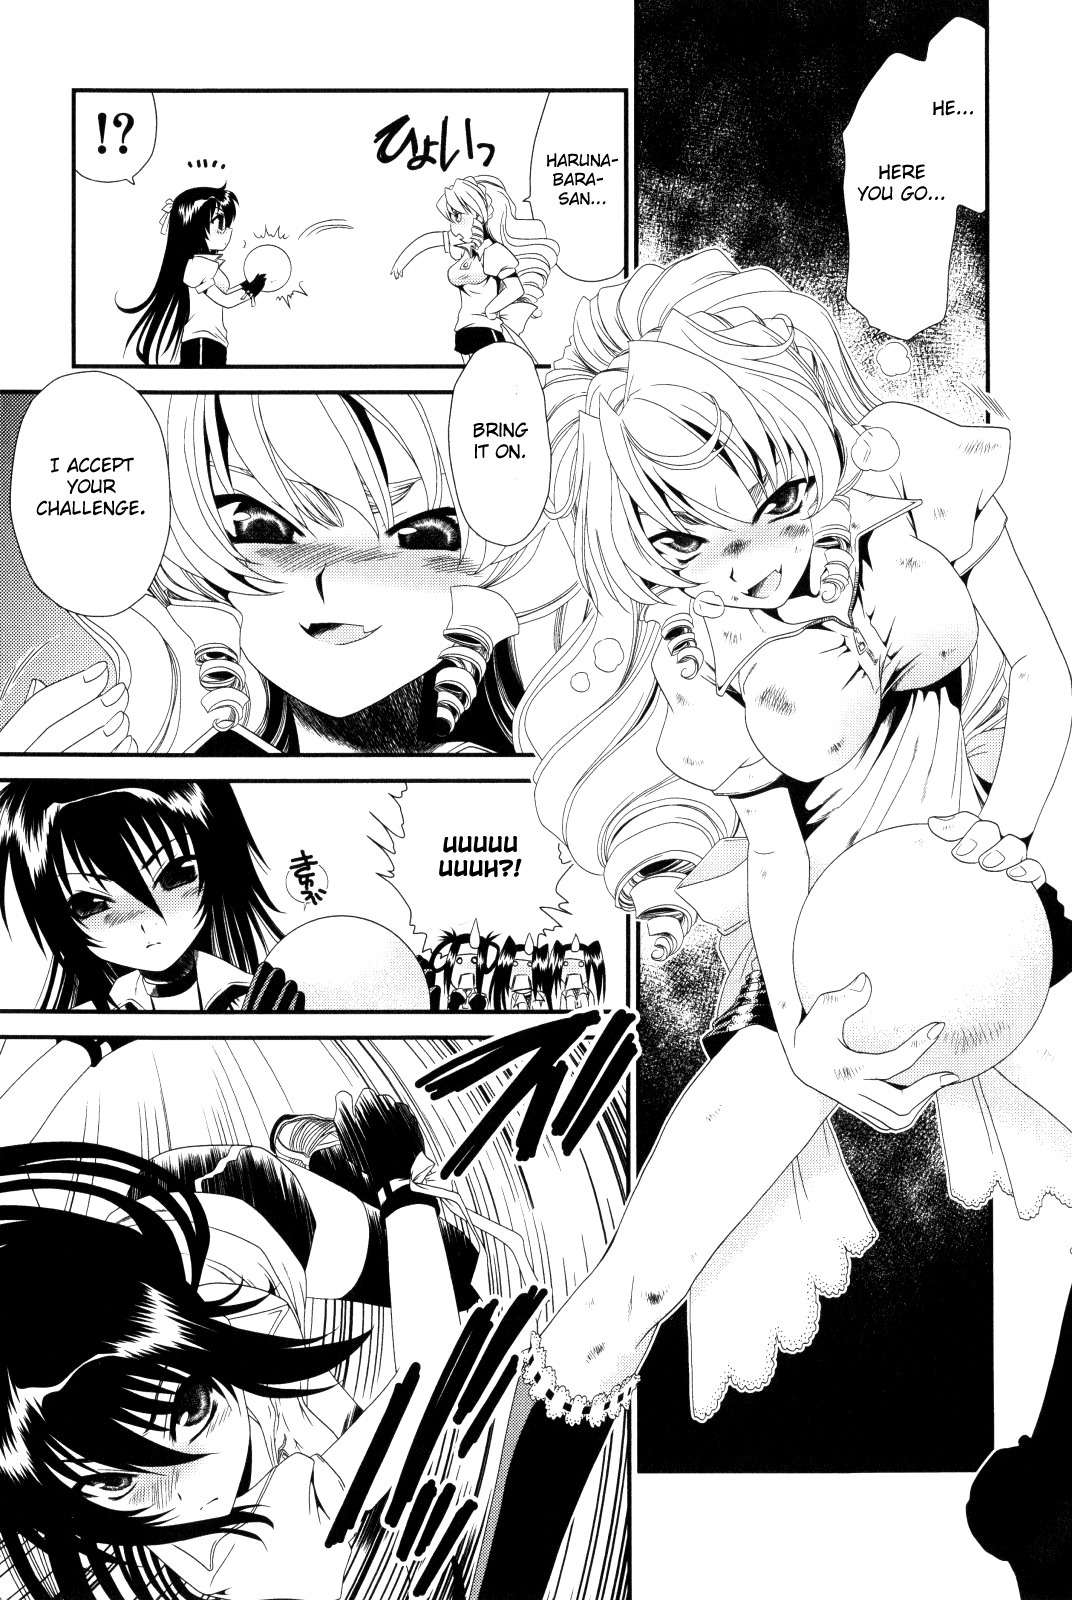 HE...
HERE
YOU GO...
HARUNA-
BARA-
SAN...
ひょいっ
!?
BRING
IT ON.
I ACCEPT
YOUR
CHALLENGE.
UUUUU
UUUH?!